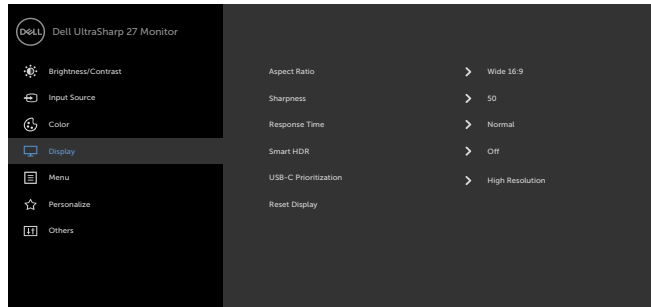 DELL Dell UltraSharp 27 Monitor
Brightness/Contrast
Input Source
Color
Display
Menu
Personalize
Others
Aspect Ratio Wide 16:9
Sharpness 50
Response Time Normal
Smart HDR Off
USB-C Prioritization High Resolution
Reset Display